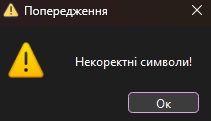 Попередження
Некоректні символи!
Ок